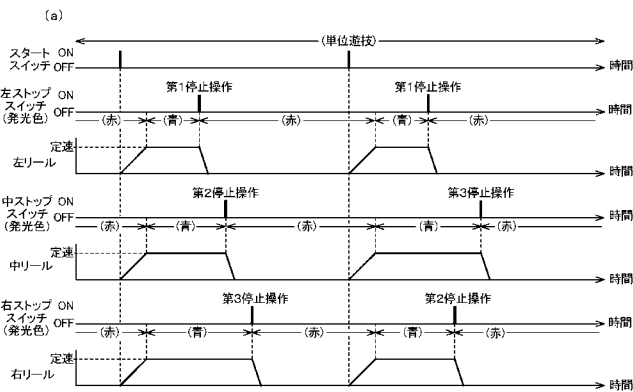 (a)
(単位遊技)
スタート ON
スイッチ OFF
時間
第1停止操作 第1停止操作
左ストップ ON
スイッチ OFF
(発光色)
時間
(赤) (青) (赤) (青) (赤)
定速
左リール
時間
第2停止操作 第3停止操作
中ストップ ON
スイッチ OFF
(発光色)
時間
(赤) (青) (赤) (青) (赤)
定速
中リール
時間
第3停止操作 第2停止操作
右ストップ ON
スイッチ OFF
(発光色)
時間
(赤) (青) (赤) (青) (赤)
定速
右リール
時間